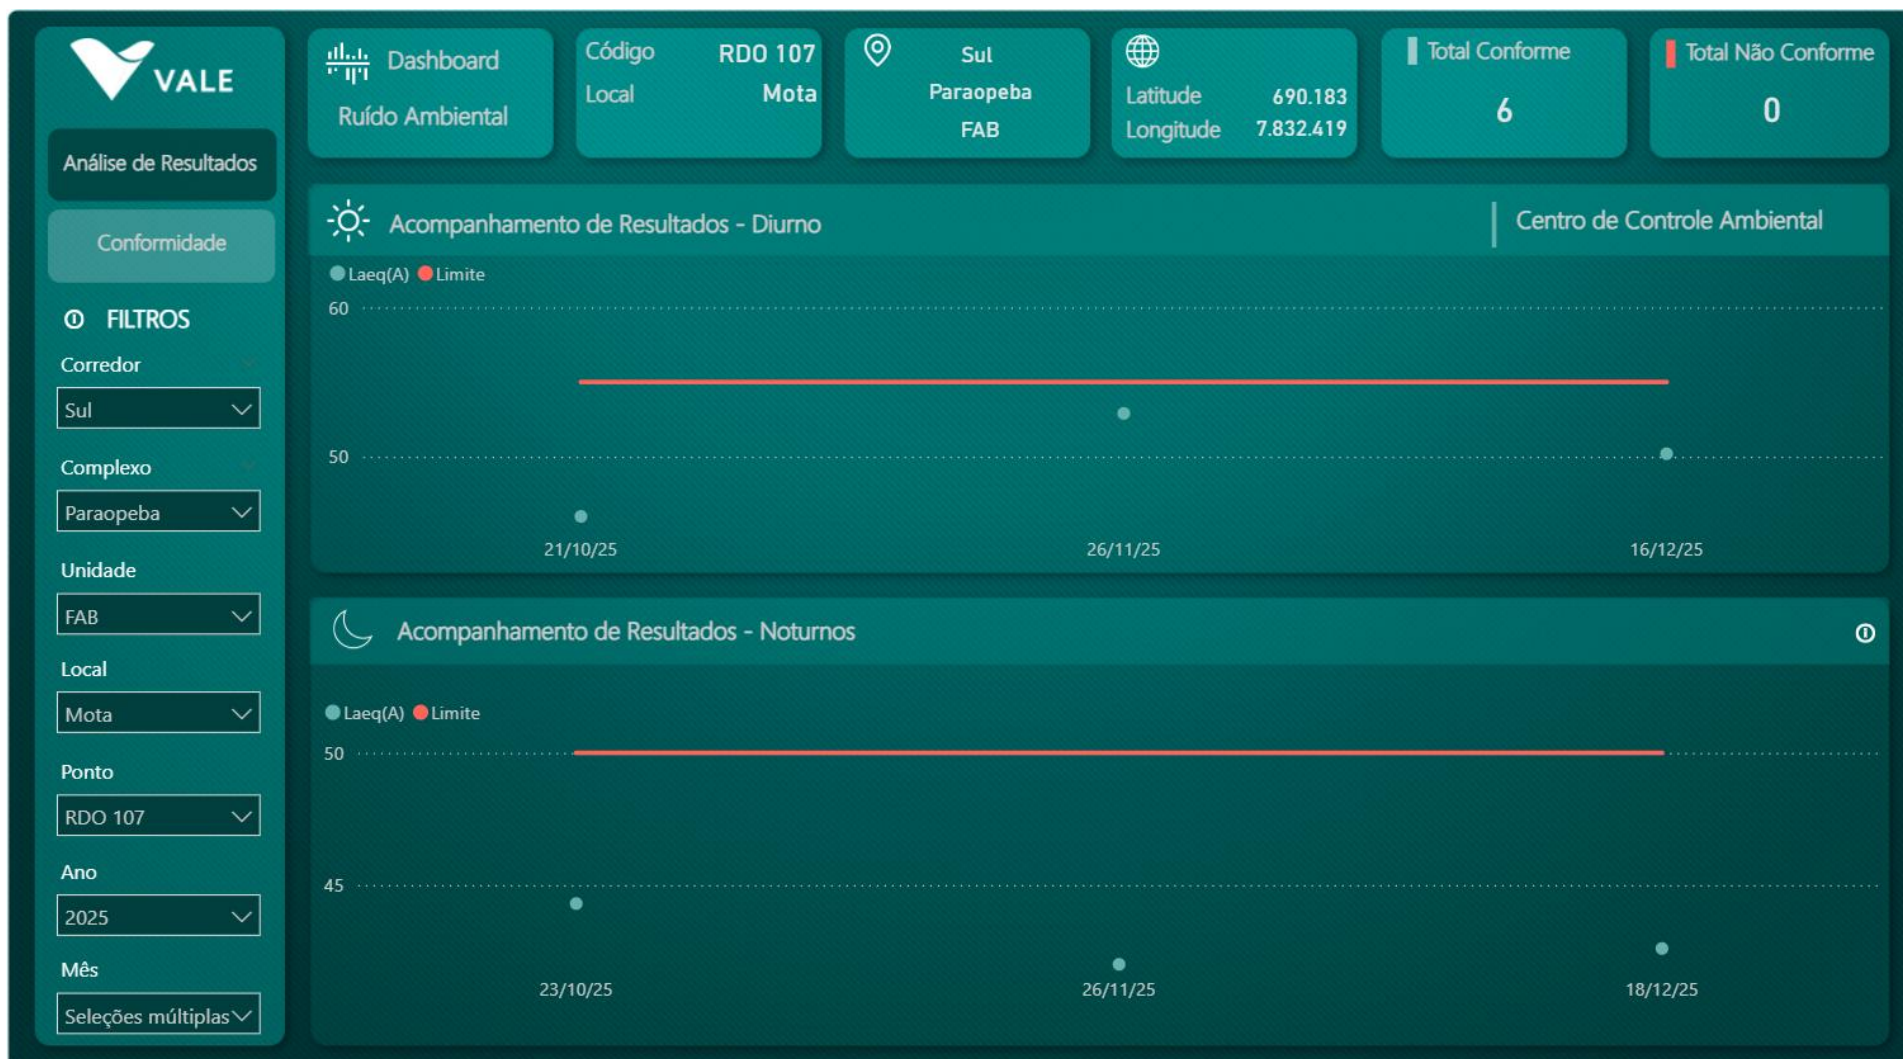 VALE
Análise de Resultados
Conformidade
FILTROS
Corredor
Sul
Complexo
Paraopeba
Unidade
FAB
Local
Mota
Ponto
RDO 107
Ano
2025
Mês
Seleções múltiplas
Dashboard
Ruído Ambiental
Código RDO 107
Local Mota
Sul
Paraopeba
FAB
Latitude 690.183
Longitude 7.832.419
Total Conforme
6
Total Não Conforme
0
Acompanhamento de Resultados - Diurno
Centro de Controle Ambiental
Laeq(A) Limite
60
50
21/10/25 26/11/25 16/12/25
Acompanhamento de Resultados - Noturnos
Laeq(A) Limite
50
45
23/10/25 26/11/25 18/12/25